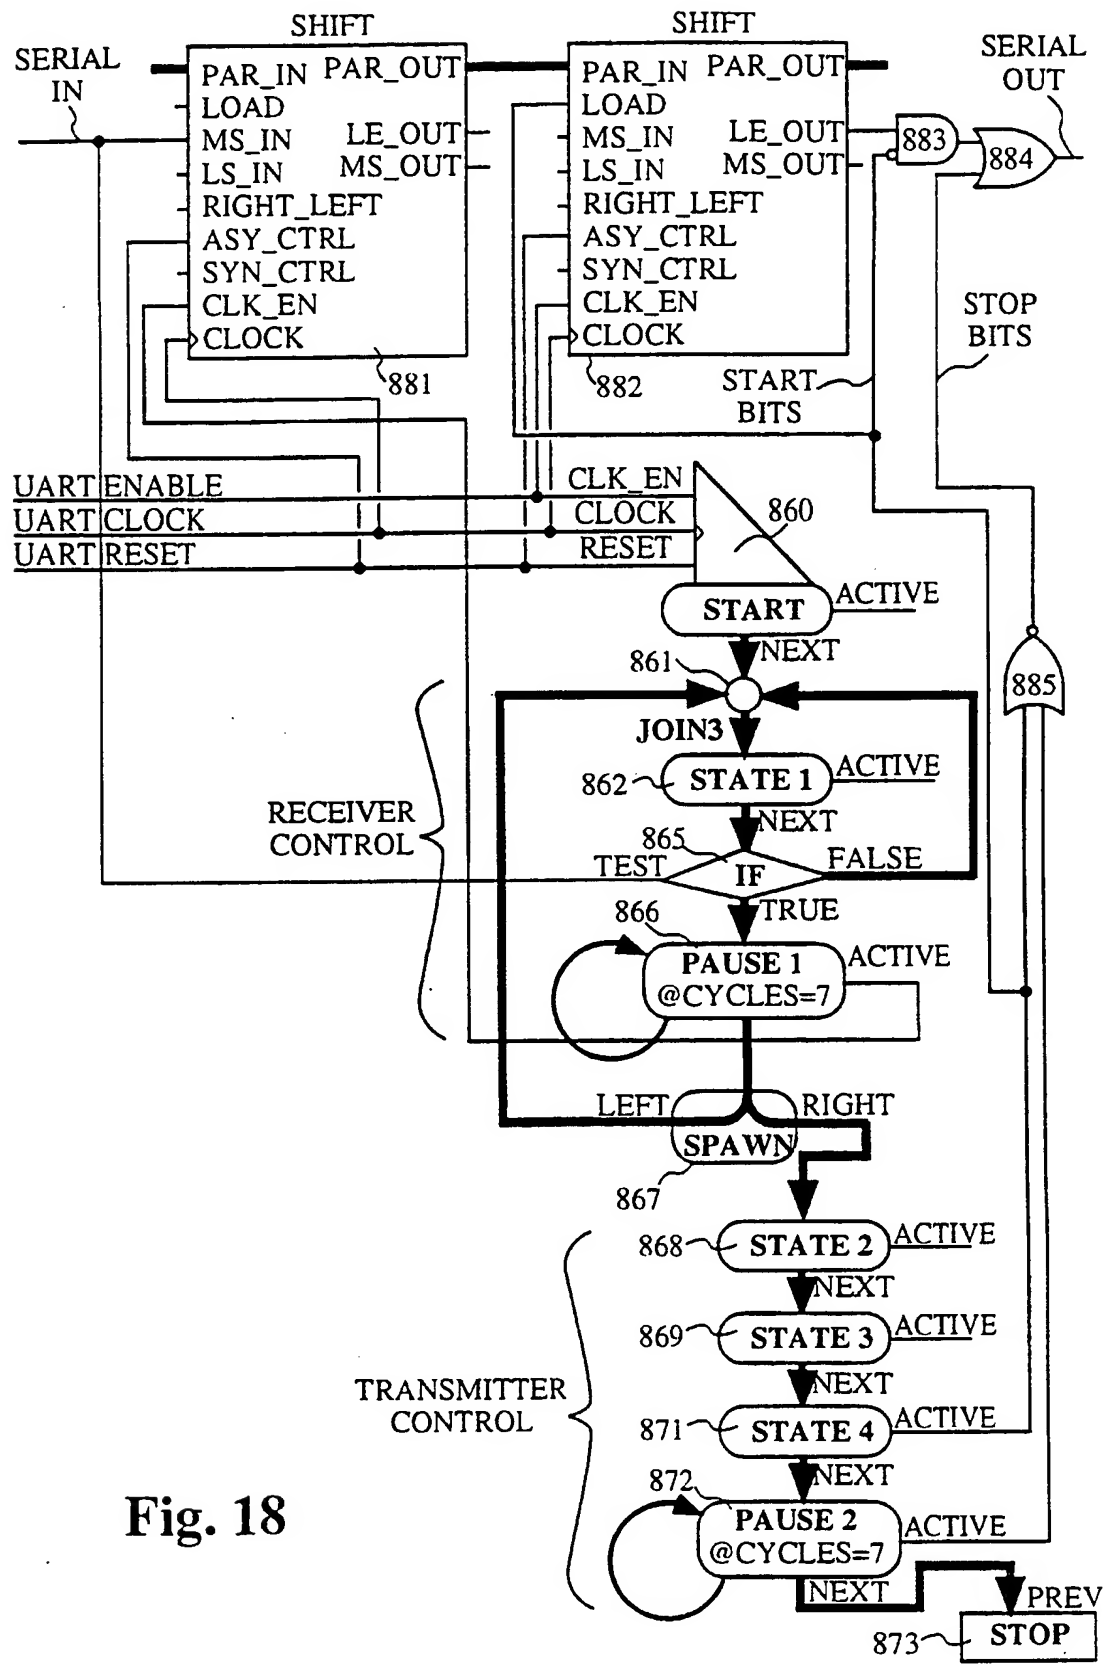 SHIFT
SHIFT
SERIAL
IN
SERIAL
OUT
PAR_IN
PAR_OUT
LOAD
MS_IN
LE_OUT
LS_IN
MS_OUT
RIGHT_LEFT
ASY_CTRL
SYN_CTRL
CLK_EN
CLOCK
881
PAR_IN
PAR_OUT
LOAD
MS_IN
LE_OUT
LS_IN
MS_OUT
RIGHT_LEFT
ASY_CTRL
SYN_CTRL
CLK_EN
CLOCK
882
883
884
STOP
BITS
START
BITS
UART ENABLE
UART CLOCK
UART RESET
CLK_EN
CLOCK
RESET
860
START
ACTIVE
NEXT
861
885
JOIN3
862
STATE 1
ACTIVE
NEXT
RECEIVER
CONTROL
865
TEST
IF
FALSE
TRUE
866
PAUSE 1
@CYCLES=7
ACTIVE
LEFT
RIGHT
SPAWN
867
868
STATE 2
ACTIVE
NEXT
869
STATE 3
ACTIVE
NEXT
TRANSMITTER
CONTROL
871
STATE 4
ACTIVE
NEXT
872
PAUSE 2
@CYCLES=7
ACTIVE
NEXT
PREV
873
STOP
Fig. 18